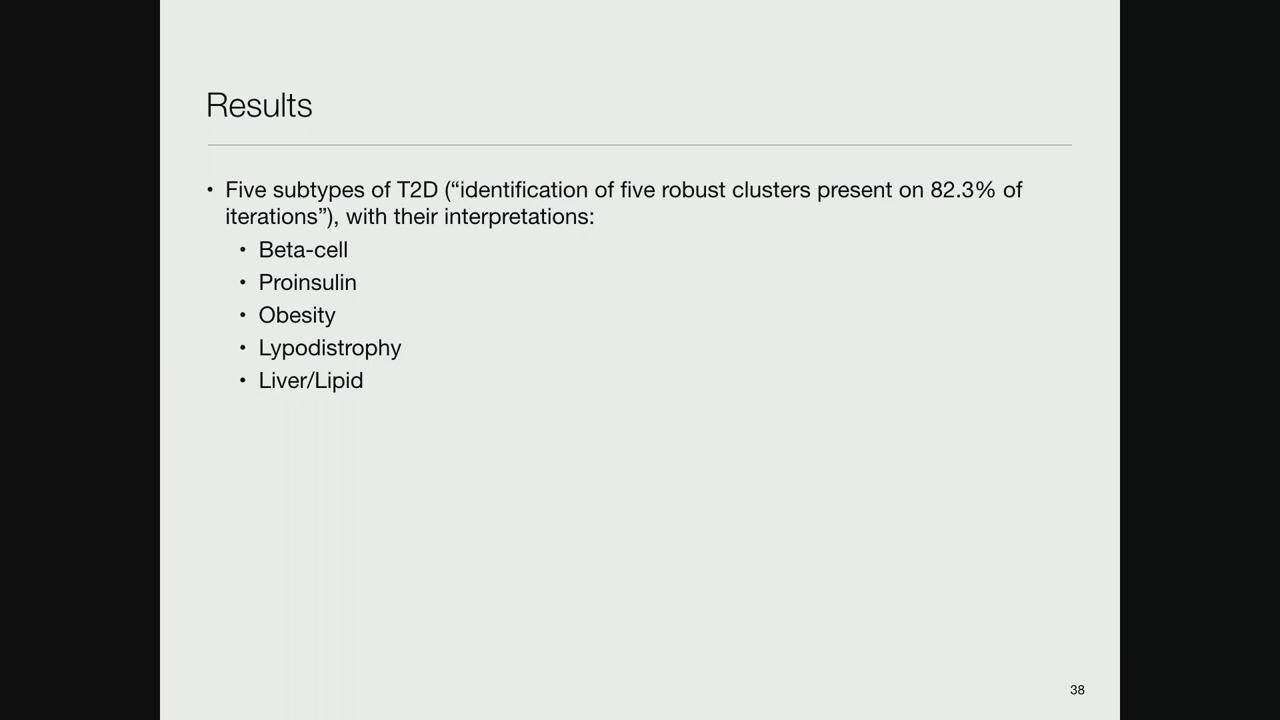 Results
• Five subtypes of T2D (“identification of five robust clusters present on 82.3% of
iterations”), with their interpretations:
• Beta-cell
• Proinsulin
• Obesity
• Lypodistrophy
• Liver/Lipid
38